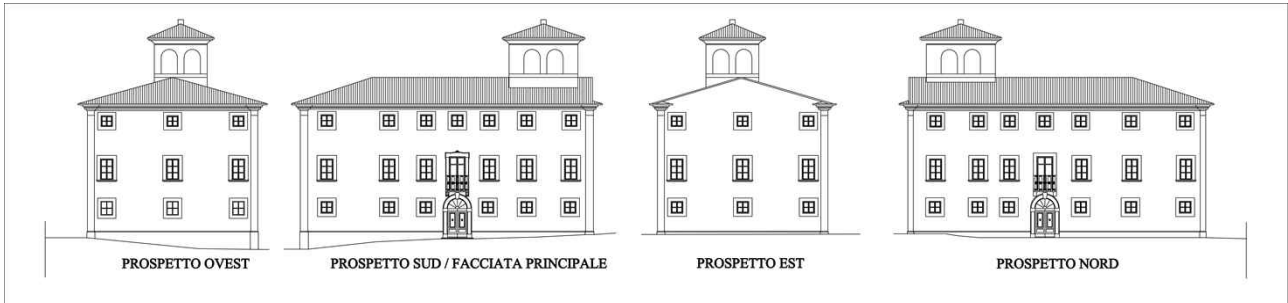 PROSPETTO OVEST
PROSPETTO SUD / FACCIATA PRINCIPALE
PROSPETTO EST
PROSPETTO NORD